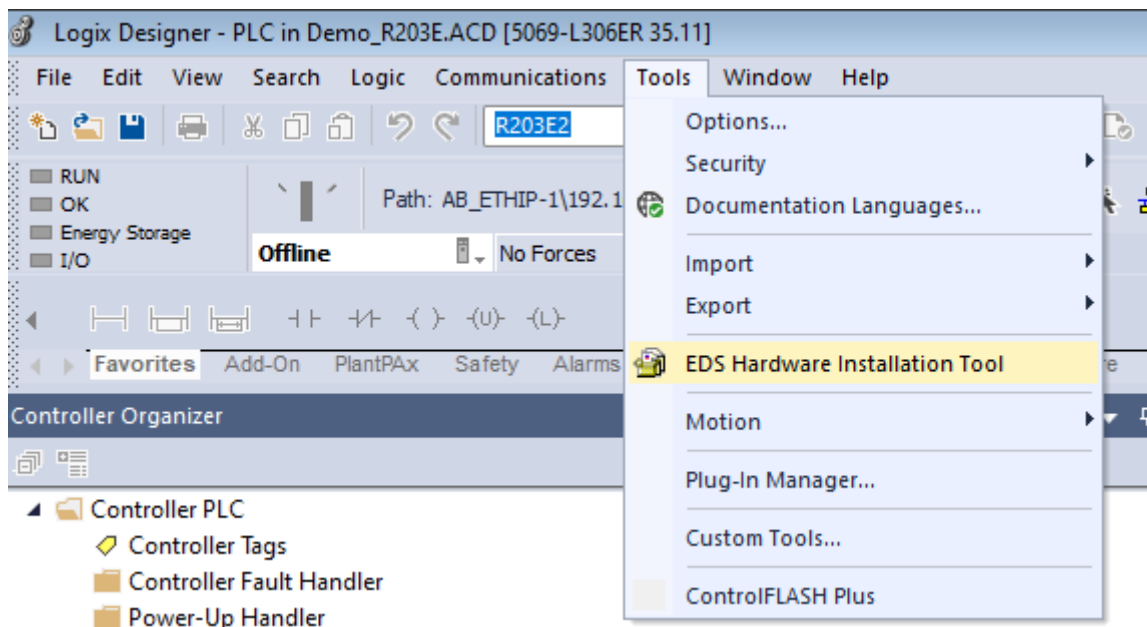 Logix Designer - PLC in Demo_R203E.ACD [5069-L306ER 35.11]
File Edit View Search Logic Communications Tools Window Help
R203E2
RUN
OK
Energy Storage
I/O
Path: AB_ETHIP-1\192.1
Offline
No Forces
(U) (L)
Favorites Add-On PlantPAx Safety Alarms
Controller Organizer
Controller PLC
Controller Tags
Controller Fault Handler
Power-Up Handler
Options...
Security
Documentation Languages...
Import
Export
EDS Hardware Installation Tool
Motion
Plug-In Manager...
Custom Tools...
ControlFLASH Plus